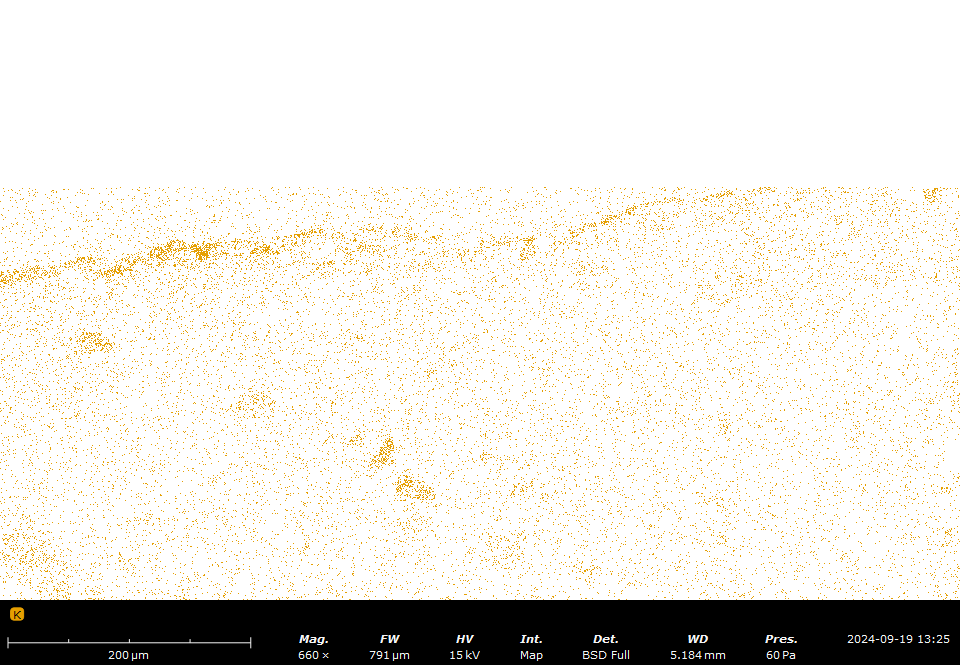 K
Mag. FW HV Int. Det. WD Pres. 2024-09-19 13:25
200 µm 660 × 791 µm 15 kV Map BSD Full 5.184 mm 60 Pa